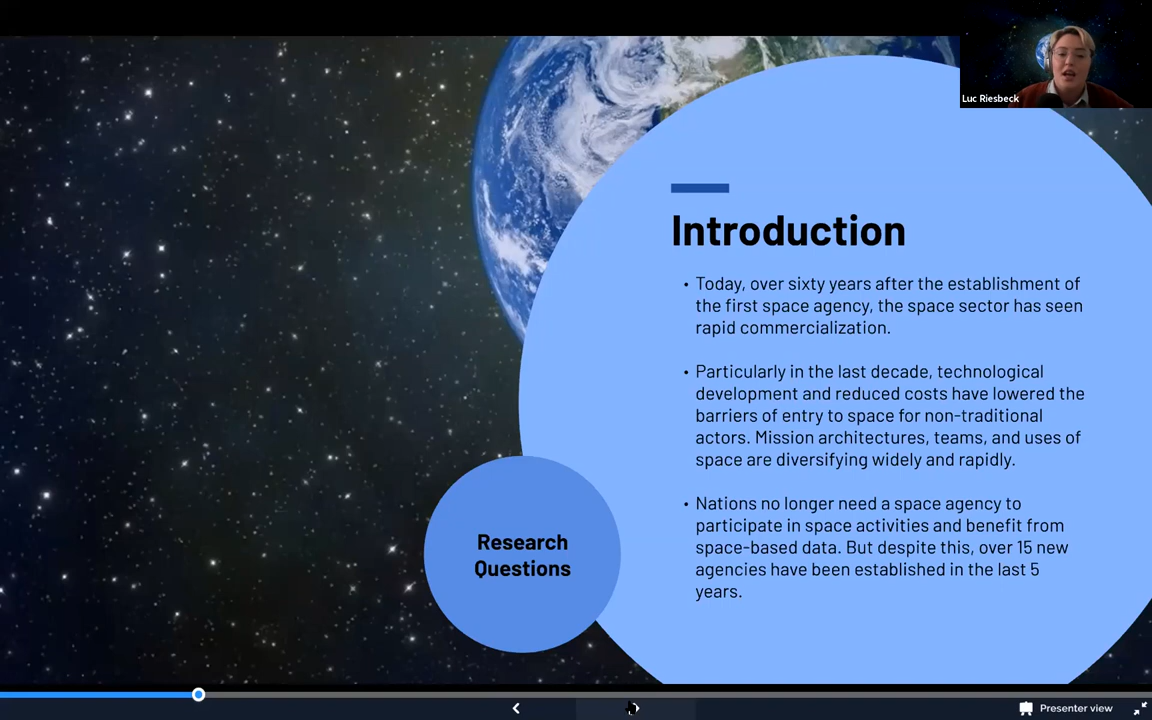 Luc Riesbeck
Introduction
• Today, over sixty years after the establishment of
the first space agency, the space sector has seen
rapid commercialization.
• Particularly in the last decade, technological
development and reduced costs have lowered the
barriers of entry to space for non-traditional
actors. Mission architectures, teams, and uses of
space are diversifying widely and rapidly.
• Nations no longer need a space agency to
participate in space activities and benefit from
space-based data. But despite this, over 15 new
agencies have been established in the last 5
years.
Research
Questions
Presenter view